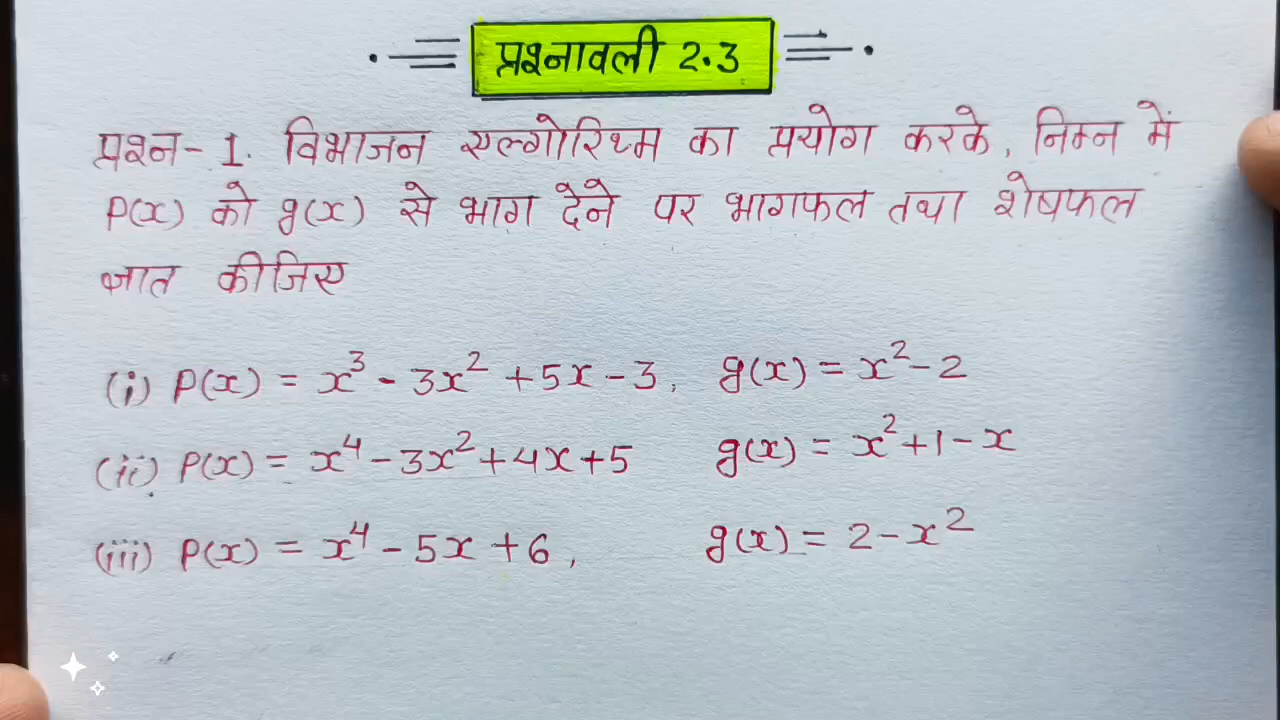 प्रश्नावली 2.3
प्रश्न- 1. विभाजन एल्गोरिथ्म का प्रयोग करके, निम्न में
P(x) को g(x) से भाग देने पर भागफल तथा शेषफल
ज्ञात कीजिए
(i) P(x) = x³ - 3x² + 5x - 3, g(x) = x² - 2
(ii) P(x) = x⁴ - 3x² + 4x + 5 g(x) = x² + 1 - x
(iii) P(x) = x⁴ - 5x + 6, g(x) = 2 - x²